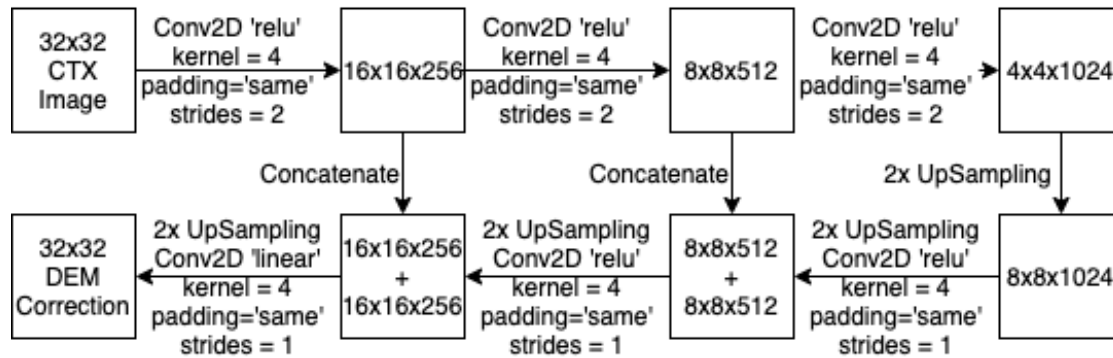 32x32
CTX
Image
Conv2D 'relu'
kernel = 4
padding='same'
strides = 2
16x16x256
Conv2D 'relu'
kernel = 4
padding='same'
strides = 2
8x8x512
Conv2D 'relu'
kernel = 4
padding='same'
strides = 2
4x4x1024
Concatenate
Concatenate
2x UpSampling
32x32
DEM
Correction
2x UpSampling
Conv2D 'linear'
kernel = 4
padding='same'
strides = 1
16x16x256
+
16x16x256
2x UpSampling
Conv2D 'relu'
kernel = 4
padding='same'
strides = 1
8x8x512
+
8x8x512
2x UpSampling
Conv2D 'relu'
kernel = 4
padding='same'
strides = 1
8x8x1024